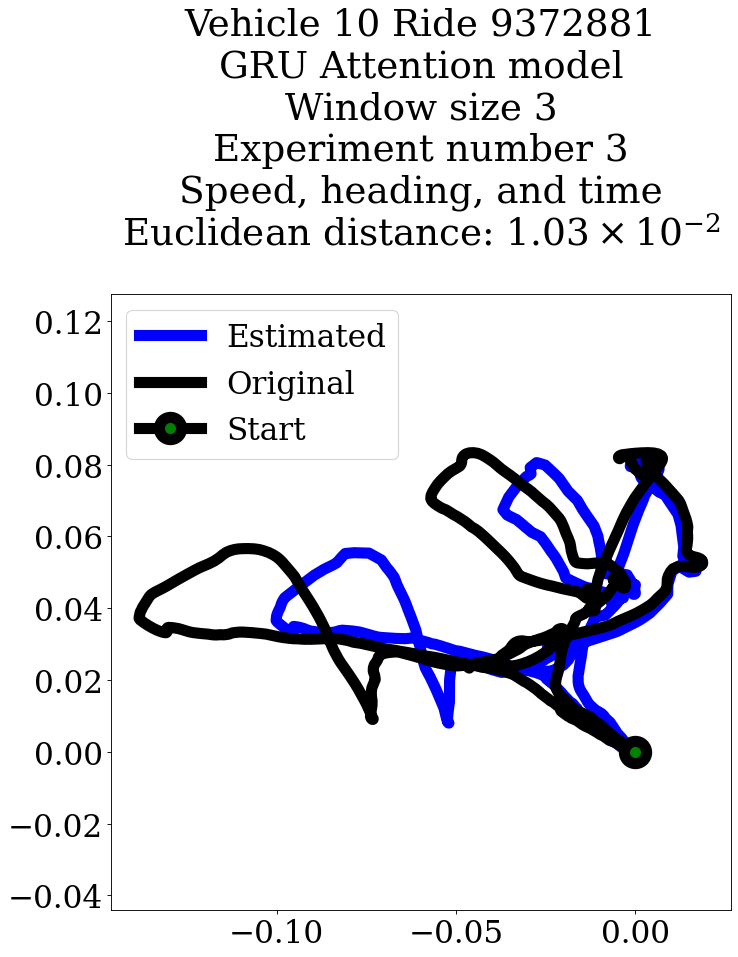 Vehicle 10 Ride 9372881
GRU Attention model
Window size 3
Experiment number 3
Speed, heading, and time
Euclidean distance: 1.03 × 10⁻²
Estimated
Original
Start
0.12
0.10
0.08
0.06
0.04
0.02
0.00
−0.02
−0.04
−0.10
−0.05
0.00